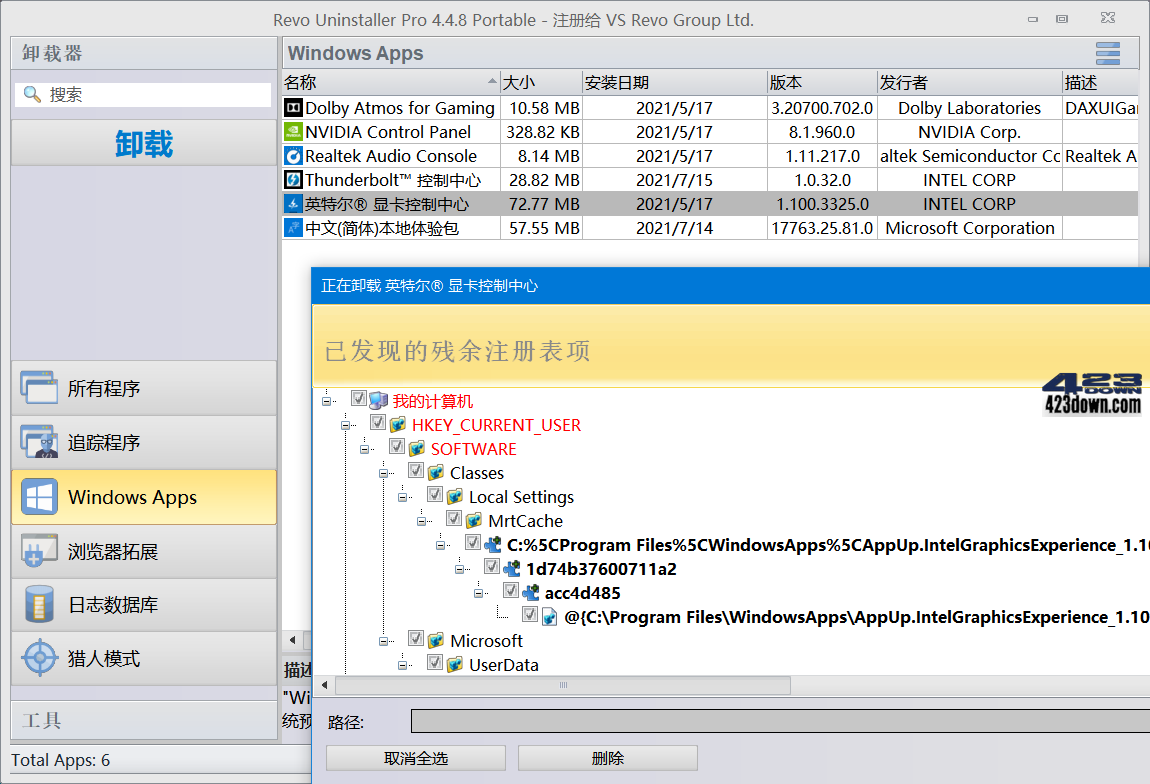 Revo Uninstaller Pro 4.4.8 Portable - 注册给 VS Revo Group Ltd.
卸载器
搜索
卸载
所有程序
追踪程序
Windows Apps
浏览器拓展
日志数据库
猎人模式
工具
Total Apps: 6
Windows Apps
名称 大小 安装日期 版本 发行者 描述
Dolby Atmos for Gaming 10.58 MB 2021/5/17 3.20700.702.0 Dolby Laboratories DAXUIGa
NVIDIA Control Panel 328.82 KB 2021/5/17 8.1.960.0 NVIDIA Corp.
Realtek Audio Console 8.14 MB 2021/5/17 1.11.217.0 altek Semiconductor Cc Realtek A
Thunderbolt™ 控制中心 28.82 MB 2021/7/15 1.0.32.0 INTEL CORP
英特尔® 显卡控制中心 72.77 MB 2021/5/17 1.100.3325.0 INTEL CORP
中文(简体)本地体验包 57.55 MB 2021/7/14 17763.25.81.0 Microsoft Corporation
描述
"Wi
统预
正在卸载 英特尔® 显卡控制中心
已发现的残余注册表项
423
DOWN
423down.com
我的计算机
HKEY_CURRENT_USER
SOFTWARE
Classes
Local Settings
MrtCache
C:%5CProgram Files%5CWindowsApps%5CAppUp.IntelGraphicsExperience_1.10
1d74b37600711a2
acc4d485
@{C:\Program Files\WindowsApps\AppUp.IntelGraphicsExperience_1.10
Microsoft
UserData
路径:
取消全选 删除